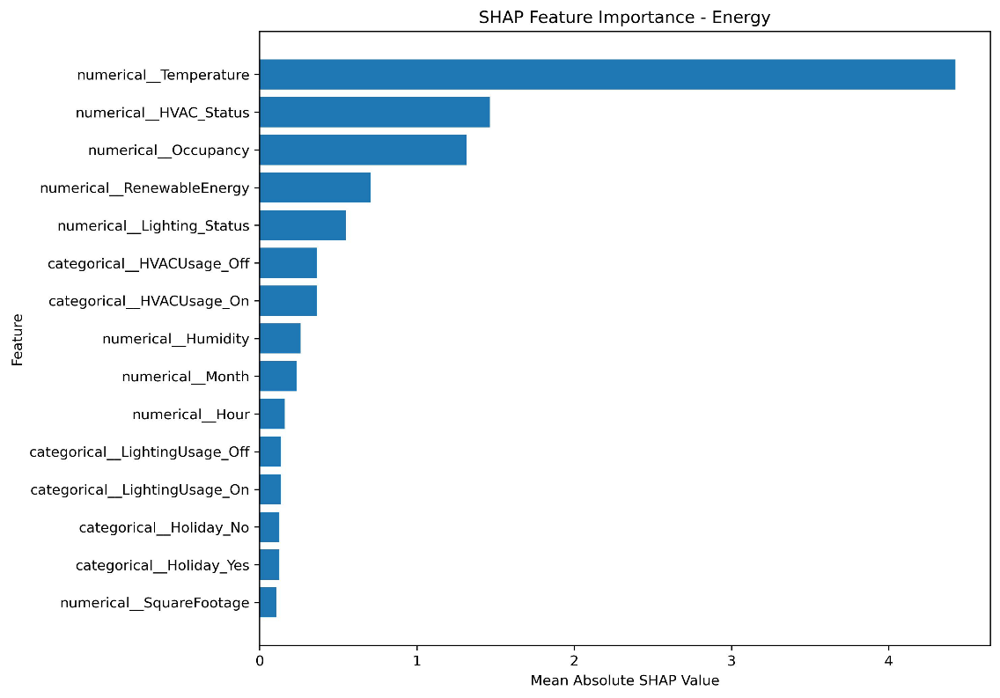 SHAP Feature Importance - Energy
Feature
numerical__Temperature
numerical__HVAC_Status
numerical__Occupancy
numerical__RenewableEnergy
numerical__Lighting_Status
categorical__HVACUsage_Off
categorical__HVACUsage_On
numerical__Humidity
numerical__Month
numerical__Hour
categorical__LightingUsage_Off
categorical__LightingUsage_On
categorical__Holiday_No
categorical__Holiday_Yes
numerical__SquareFootage
0 1 2 3 4
Mean Absolute SHAP Value